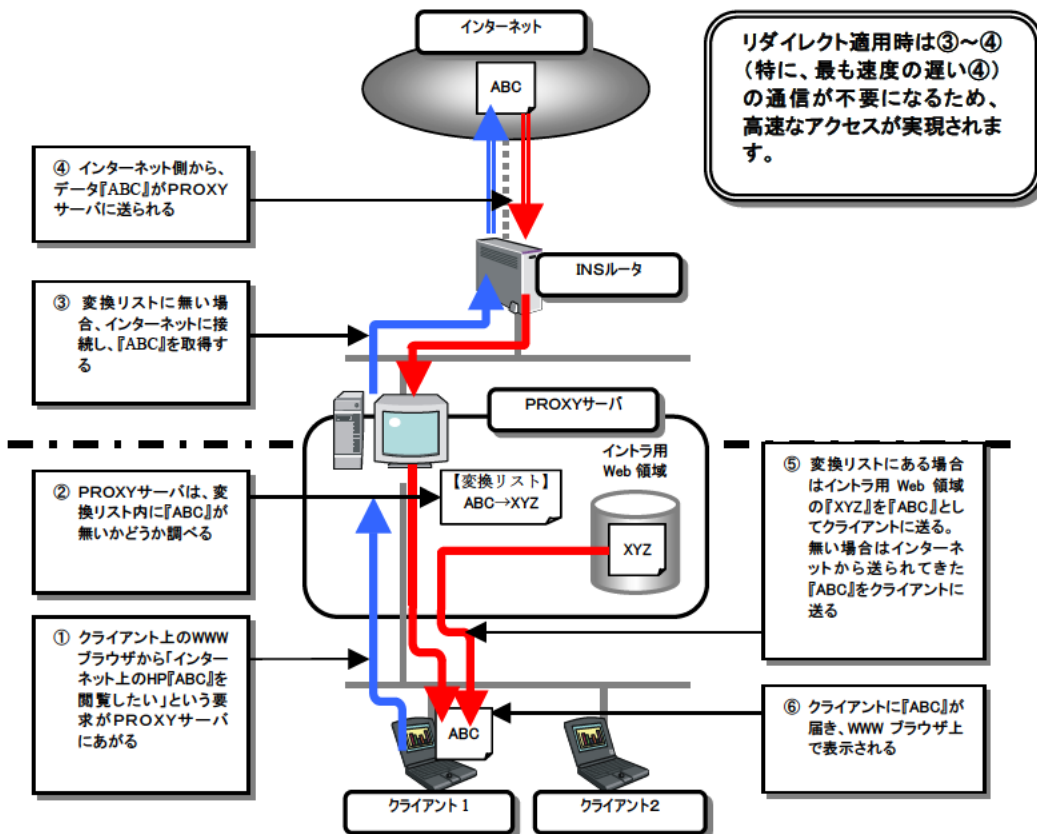 インターネット
ABC
リダイレクト適用時は③～④
（特に、最も速度の遅い④）
の通信が不要になるため、
高速なアクセスが実現されま
す。
④ インターネット側から、
データ『ABC』がPROXY
サーバに送られる
INSルータ
③ 変換リストに無い場
合、インターネットに接
続し、『ABC』を取得す
る
PROXYサーバ
イントラ用
Web 領域
【変換リスト】
ABC→XYZ
XYZ
② PROXYサーバは、変
換リスト内に『ABC』が
無いかどうか調べる
⑤ 変換リストにある場合
はイントラ用 Web 領域
の『XYZ』を『ABC』とし
てクライアントに送る。
無い場合はインターネ
ットから送られてきた
『ABC』をクライアントに
送る
① クライアント上のWWW
ブラウザから「インター
ネット上のHP『ABC』を
閲覧したい」という要
求がPROXYサーバ
にあがる
⑥ クライアントに『ABC』が
届き、WWW ブラウザ上
で表示される
ABC
クライアント１
クライアント２